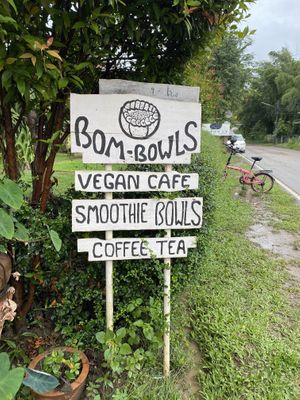 BOM-BOWLS
VEGAN CAFE
SMOOTHIE BOWLS
COFFEE TEA